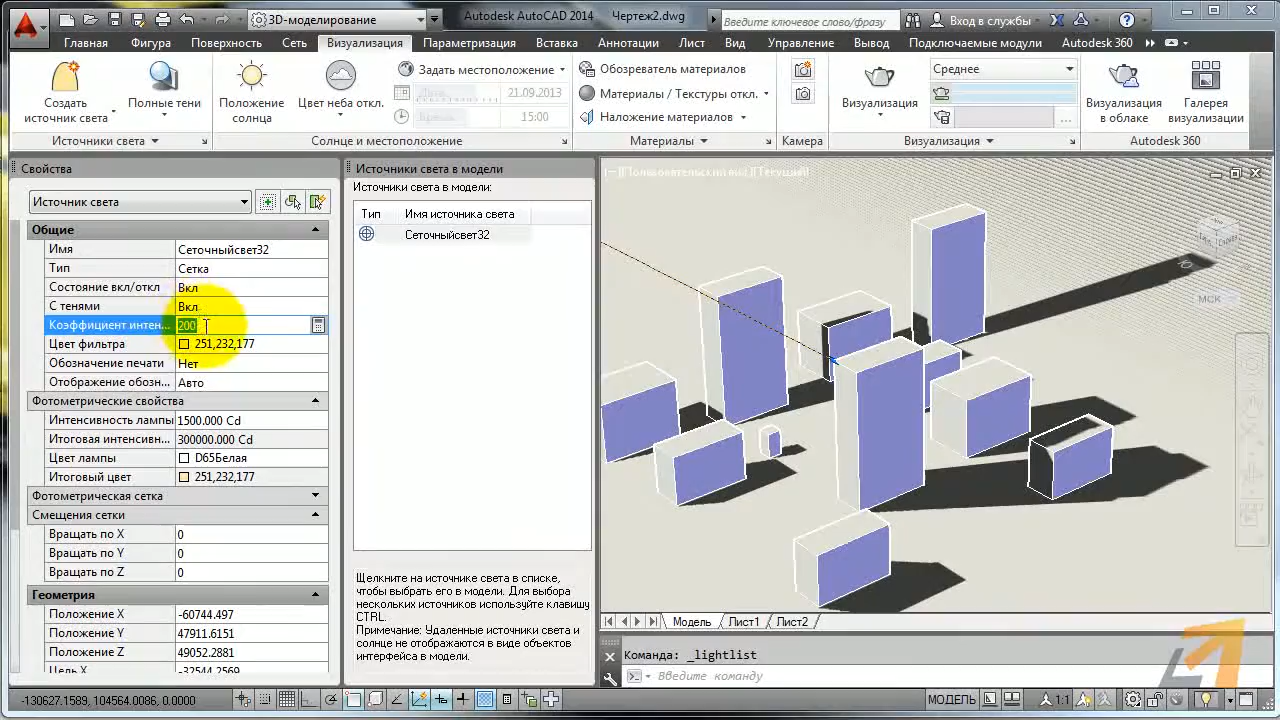 3D-моделирование
Autodesk AutoCAD 2014 Чертеж2.dwg
Введите ключевое слово/фразу
Вход в службы
Главная Фигура Поверхность Сеть Визуализация Параметризация Вставка Аннотации Лист Вид Управление Вывод Подключаемые модули Autodesk 360
Создать
источник света
Полные тени
Источники света
Положение
солнца
Цвет неба откл.
Задать местоположение
Дата 21.09.2013
Время 15:00
Солнце и местоположение
Обозреватель материалов
Материалы / Текстуры откл.
Наложение материалов
Материалы
Камера
Визуализация
Среднее
Визуализация
Визуализация
в облаке
Галерея
визуализации
Autodesk 360
Свойства
Источник света
Общие
Имя Сеточныйсвет32
Тип Сетка
Состояние вкл/откл Вкл
С тенями Вкл
Коэффициент интен... 200
Цвет фильтра 251,232,177
Обозначение печати Нет
Отображение обозн... Авто
Фотометрические свойства
Интенсивность лампы 1500.000 Cd
Итоговая интенсивн... 300000.000 Cd
Цвет лампы D65Белая
Итоговый цвет 251,232,177
Фотометрическая сетка
Смещения сетки
Вращать по X 0
Вращать по Y 0
Вращать по Z 0
Геометрия
Положение X -60744.497
Положение Y 47911.6151
Положение Z 49052.2881
Цель X -32544.2569
Источники света в модели
Источники света в модели:
Тип Имя источника света
Сеточныйсвет32
Щелкните на источнике света в списке,
чтобы выбрать его в модели. Для выбора
нескольких источников используйте клавишу
CTRL.
Примечание: Удаленные источники света и
солнце не отображаются в виде объектов
интерфейса в модели.
[−][Пользовательский вид][Текущий]
Ю
МСК
Модель Лист1 Лист2
Команда: _lightlist
Введите команду
-130627.1589, 104564.0086, 0.0000
МОДЕЛЬ
1:1